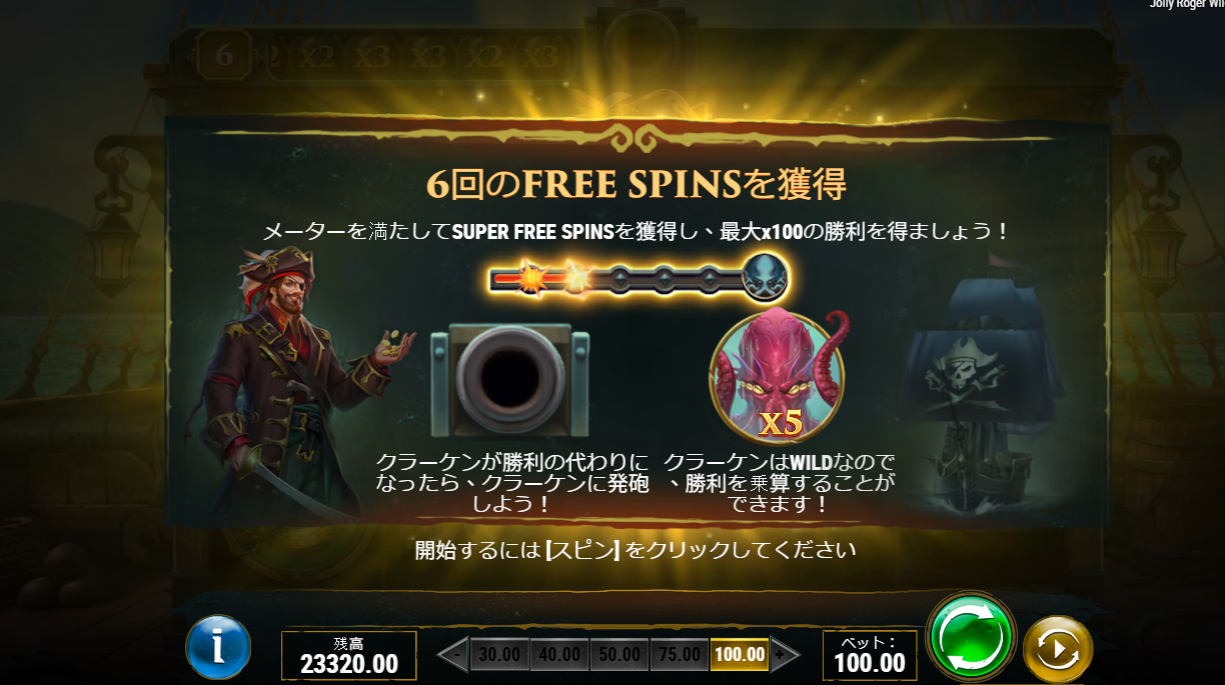 Jolly Roger Wil
6 x2 x2 x3 x3 x2 x3
6回のFREE SPINSを獲得
メーターを満たしてSUPER FREE SPINSを獲得し、最大x100の勝利を得ましょう！
X5
クラーケンが勝利の代わりに
なったら、クラーケンに発砲
しよう！
クラーケンはWILDなので
、勝利を乗算することが
できます！
開始するには [スピン] をクリックしてください
i
残高
23320.00
- 30.00 40.00 50.00 75.00 100.00 +
ベット：
100.00